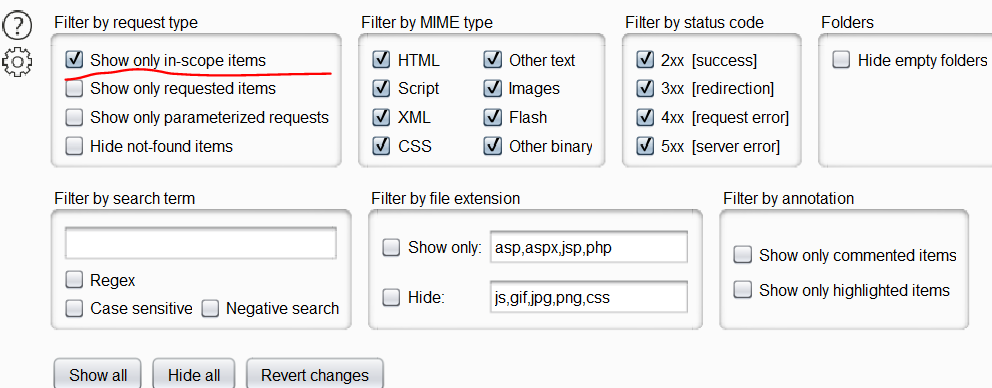 ?
Filter by request type
Show only in-scope items
Show only requested items
Show only parameterized requests
Hide not-found items
Filter by MIME type
HTML Other text
Script Images
XML Flash
CSS Other binary
Filter by status code
2xx [success]
3xx [redirection]
4xx [request error]
5xx [server error]
Folders
Hide empty folders
Filter by search term
Regex
Case sensitive Negative search
Filter by file extension
Show only: asp,aspx,jsp,php
Hide: js,gif,jpg,png,css
Filter by annotation
Show only commented items
Show only highlighted items
Show all Hide all Revert changes